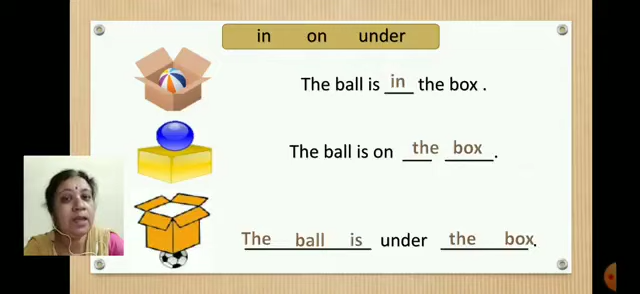 in on under
The ball is in the box .
The ball is on the box.
The ball is under the box.